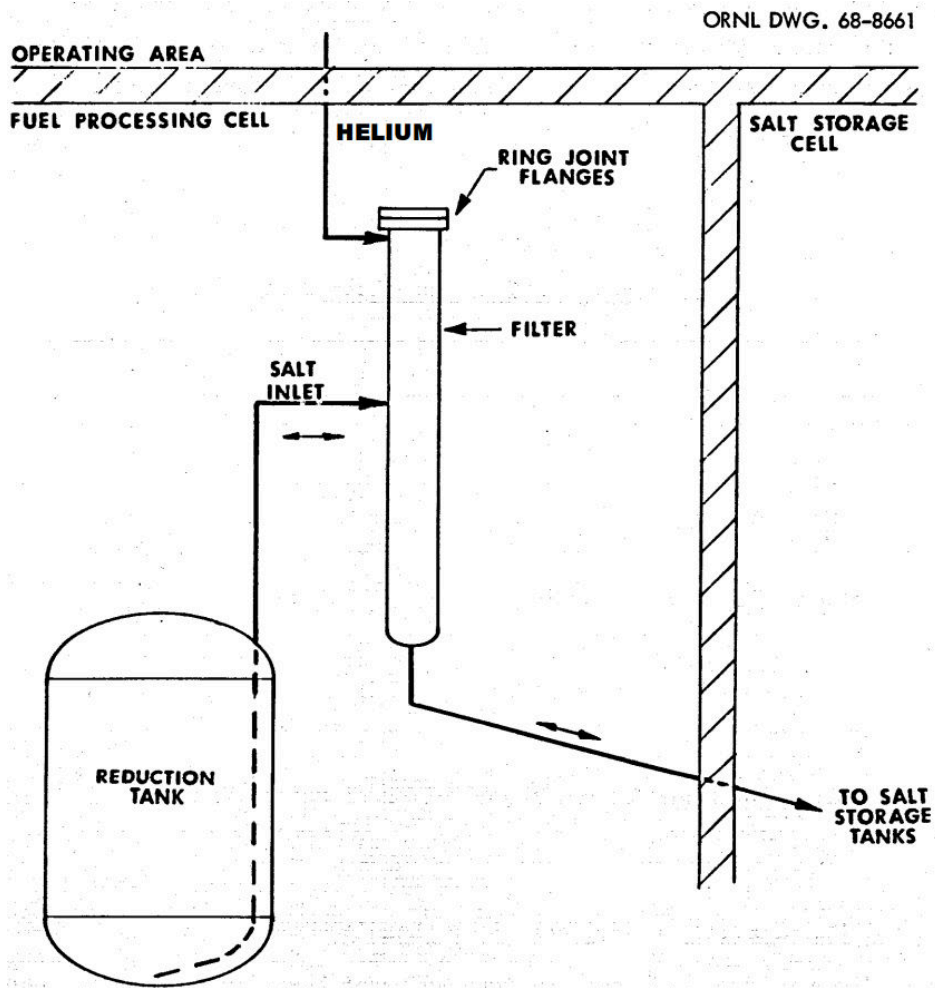 ORNL DWG. 68-8661
OPERATING AREA
FUEL PROCESSING CELL
HELIUM
SALT STORAGE
CELL
RING JOINT
FLANGES
FILTER
SALT
INLET
REDUCTION
TANK
TO SALT
STORAGE
TANKS